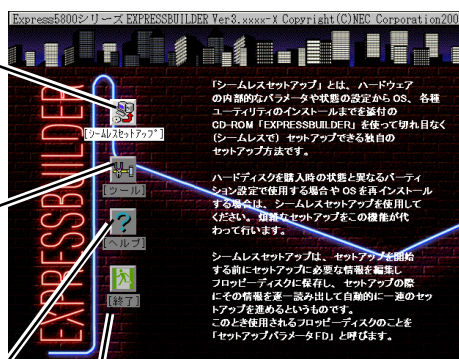 Express5800シリーズ EXPRESSBUILDER Ver3.xxxx-X Copyright(C)NEC Corporation200
EXPRESSBUILDER
[シームレスセットアップ]
[ツール]
[ヘルプ]
[終了]
「シームレスセットアップ」とは、ハードウェア
の内部的なパラメータや状態の設定から OS、各種
ユーティリティのインストールまでを添付の
CD-ROM「EXPRESSBUILDER」を使って切れ目なく
(シームレスで) セットアップできる独自の
セットアップ方法です。
ハードディスクを購入時の状態と異なるパーティ
ション設定で使用する場合や OS を再インストール
する場合は、シームレスセットアップを使用して
ください。煩雑なセットアップをこの機能が代
わって行います。
シームレスセットアップは、セットアップを開始
する前にセットアップに必要な情報を編集し
フロッピーディスクに保存し、セットアップの際
にその情報を逐一読み出して自動的に一連のセッ
トアップを進めるというものです。
このとき使用されるフロッピーディスクのことを
「セットアップパラメータFD」と呼びます。